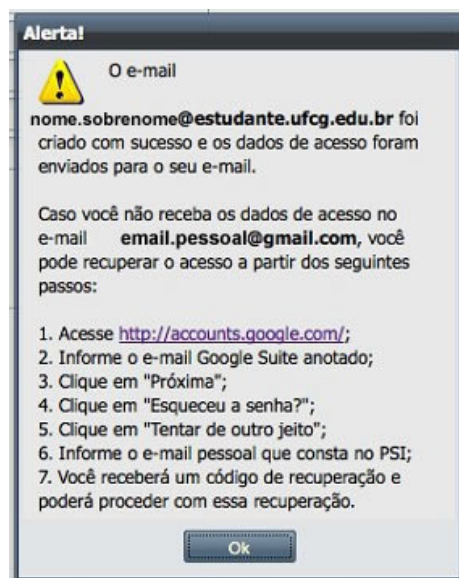 Alerta!
O e-mail
nome.sobrenome@estudante.ufcg.edu.br foi
criado com sucesso e os dados de acesso foram
enviados para o seu e-mail.
Caso você não receba os dados de acesso no
e-mail email.pessoal@gmail.com, você
pode recuperar o acesso a partir dos seguintes
passos:
1. Acesse http://accounts.google.com/;
2. Informe o e-mail Google Suite anotado;
3. Clique em "Próxima";
4. Clique em "Esqueceu a senha?";
5. Clique em "Tentar de outro jeito";
6. Informe o e-mail pessoal que consta no PSI;
7. Você receberá um código de recuperação e
poderá proceder com essa recuperação.
Ok